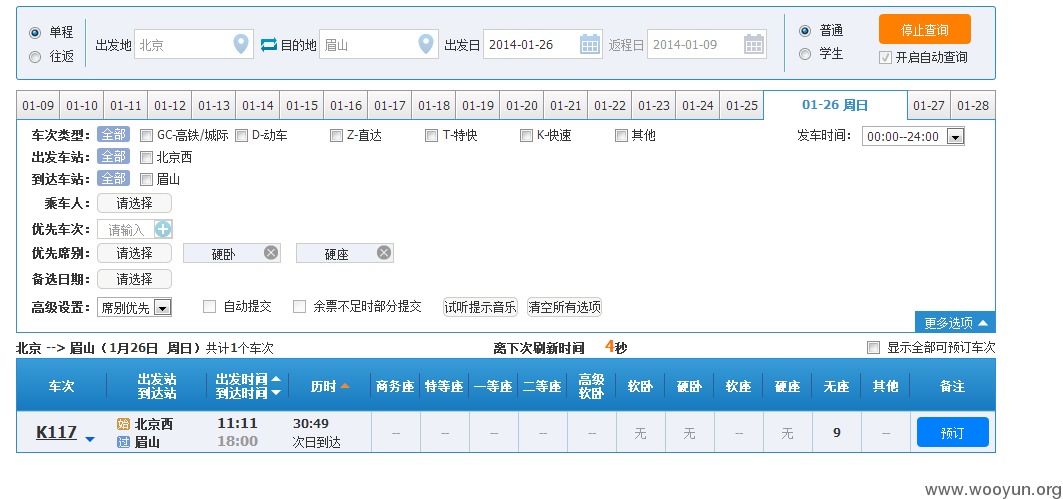 单程 往返 出发地 北京 目的地 眉山 出发日 2014-01-26 返程日 2014-01-09 普通 学生 停止查询 开启自动查询
01-09 01-10 01-11 01-12 01-13 01-14 01-15 01-16 01-17 01-18 01-19 01-20 01-21 01-22 01-23 01-24 01-25 01-26 周日 01-27 01-28
车次类型： 全部 GC-高铁/城际 D-动车 Z-直达 T-特快 K-快速 其他 发车时间： 00:00--24:00
出发车站： 全部 北京西
到达车站： 全部 眉山
乘车人： 请选择
优先车次： 请输入
优先席别： 请选择 硬卧 硬座
备选日期： 请选择
高级设置： 席别优先 自动提交 余票不足时部分提交 试听提示音乐 清空所有选项
更多选项
北京 --> 眉山（1月26日 周日）共计1个车次 离下次刷新时间 4秒 显示全部可预订车次
车次 出发站 到达站 出发时间 到达时间 历时 商务座 特等座 一等座 二等座 高级软卧 软卧 硬卧 软座 硬座 无座 其他 备注
K117 始 北京西 11:11 30:49 -- -- -- -- -- 无 无 -- 无 9 -- 预订
过 眉山 18:00 次日到达
www.wooyun.org